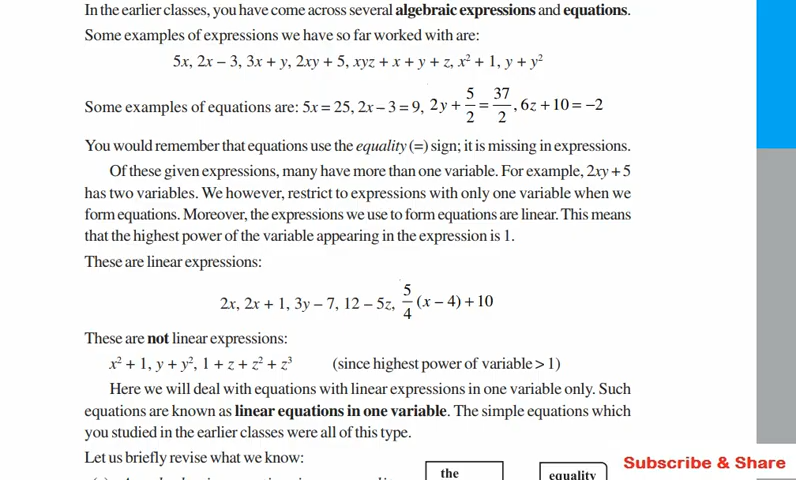 In the earlier classes, you have come across several algebraic expressions and equations.
Some examples of expressions we have so far worked with are:
5x, 2x – 3, 3x + y, 2xy + 5, xyz + x + y + z, x² + 1, y + y²
Some examples of equations are: 5x = 25, 2x – 3 = 9, 2y + 5/2 = 37/2, 6z + 10 = –2
You would remember that equations use the equality (=) sign; it is missing in expressions.
Of these given expressions, many have more than one variable. For example, 2xy + 5
has two variables. We however, restrict to expressions with only one variable when we
form equations. Moreover, the expressions we use to form equations are linear. This means
that the highest power of the variable appearing in the expression is 1.
These are linear expressions:
2x, 2x + 1, 3y – 7, 12 – 5z, 5/4 (x – 4) + 10
These are not linear expressions:
x² + 1, y + y², 1 + z + z² + z³ (since highest power of variable > 1)
Here we will deal with equations with linear expressions in one variable only. Such
equations are known as linear equations in one variable. The simple equations which
you studied in the earlier classes were all of this type.
Let us briefly revise what we know:
the
equality
Subscribe & Share